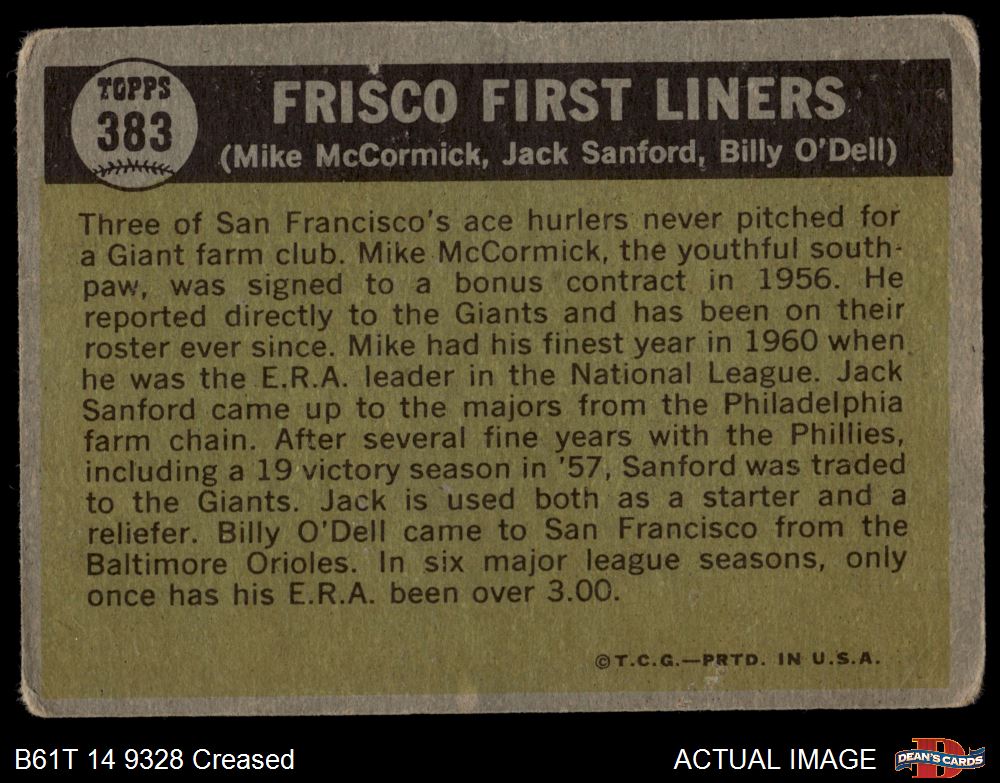 TOPPS
383
FRISCO FIRST LINERS
(Mike McCormick, Jack Sanford, Billy O'Dell)
Three of San Francisco's ace hurlers never pitched for
a Giant farm club. Mike McCormick, the youthful south-
paw, was signed to a bonus contract in 1956. He
reported directly to the Giants and has been on their
roster ever since. Mike had his finest year in 1960 when
he was the E.R.A. leader in the National League. Jack
Sanford came up to the majors from the Philadelphia
farm chain. After several fine years with the Phillies,
including a 19 victory season in '57, Sanford was traded
to the Giants. Jack is used both as a starter and a
reliefer. Billy O'Dell came to San Francisco from the
Baltimore Orioles. In six major league seasons, only
once has his E.R.A. been over 3.00.
©T.C.G.—PRTD. IN U.S.A.
B61T 14 9328 Creased
ACTUAL IMAGE
D
DEAN'S CARDS